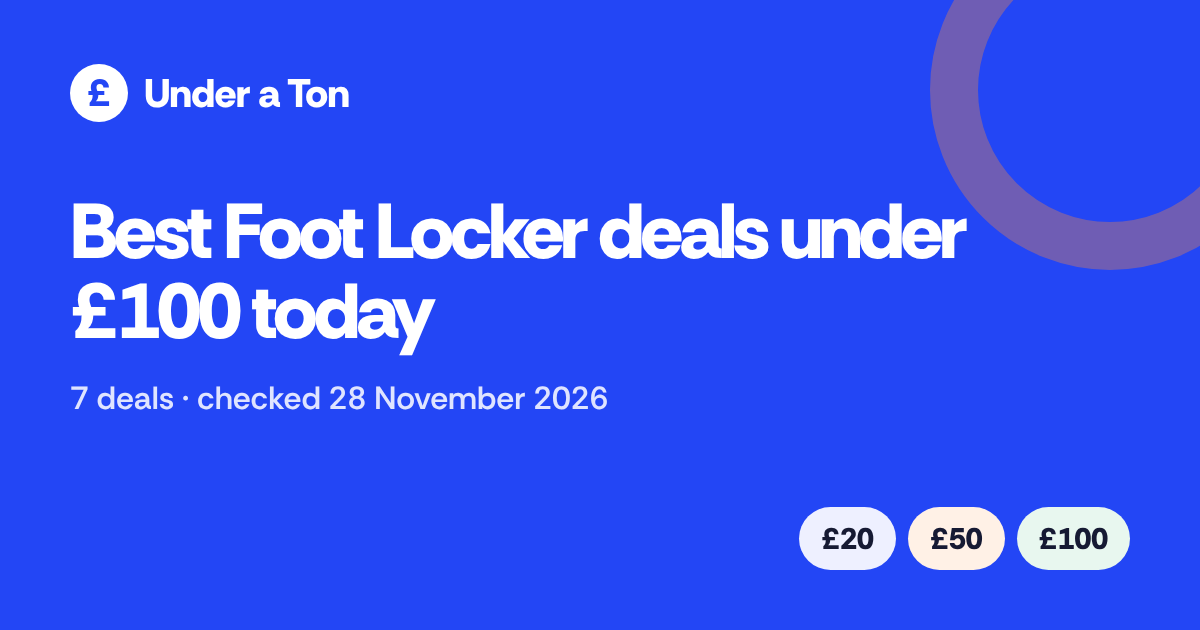 £ Under a Ton
Best Foot Locker deals under
£100 today
7 deals · checked 28 November 2026
£20 £50 £100